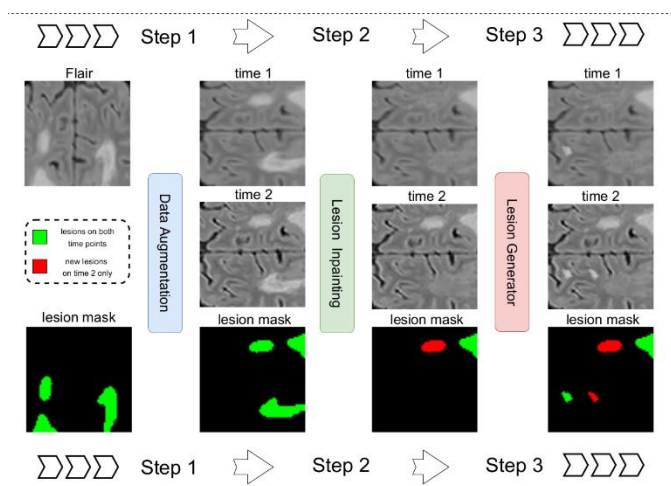 Step 1
Step 2
Step 3
Flair
time 1
time 1
time 1
Data Augmentation
Lesion Inpainting
Lesion Generator
time 2
time 2
time 2
lesions on both
time points
new lesions
on time 2 only
lesion mask
lesion mask
lesion mask
lesion mask
Step 1
Step 2
Step 3